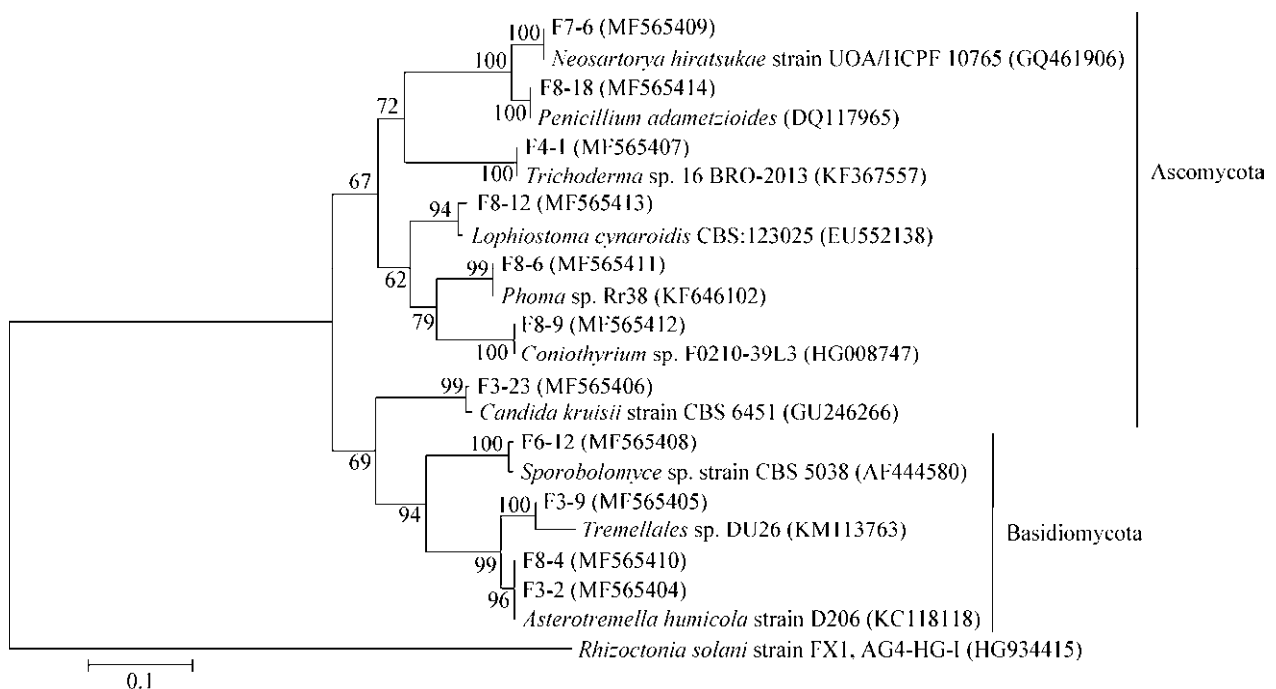 100 F7-6 (MF565409)
100 Neosartorya hiratsukae strain UOA/HCPF 10765 (GQ461906)
F8-18 (MF565414)
72 100 Penicillium adametzioides (DQ117965)
F4-1 (MF565407)
67 100 Trichoderma sp. 16 BRO-2013 (KF367557)
Ascomycota
94 F8-12 (MF565413)
Lophiostoma cynaroidis CBS:123025 (EU552138)
62 99 F8-6 (MF565411)
Phoma sp. Rr38 (KF646102)
79 F8-9 (MF565412)
100 Coniothyrium sp. F0210-39L3 (HG008747)
99 F3-23 (MF565406)
Candida kruisii strain CBS 6451 (GU246266)
69 100 F6-12 (MF565408)
Sporobolomyce sp. strain CBS 5038 (AF444580)
94 100 F3-9 (MF565405)
Tremellales sp. DU26 (KM113763)
Basidiomycota
99 F8-4 (MF565410)
96 F3-2 (MF565404)
Asterotremella humicola strain D206 (KC118118)
Rhizoctonia solani strain FX1, AG4-HG-I (HG934415)
0.1